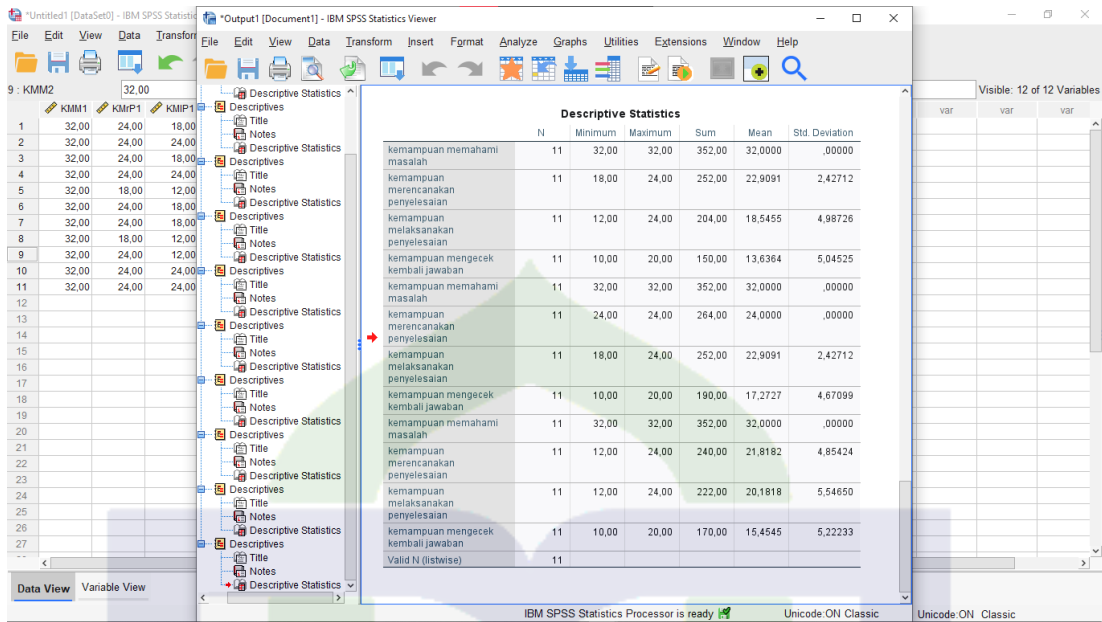 *Untitled1 [DataSet0] - IBM SPSS Statistic
File Edit View Data Transforr
9 : KMM2 32,00
Visible: 12 of 12 Variables
KMM1 KMrP1 KMIP1
var var var
1 32,00 24,00 18,00
2 32,00 24,00 24,00
3 32,00 24,00 18,00
4 32,00 24,00 24,00
5 32,00 18,00 12,00
6 32,00 24,00 18,00
7 32,00 24,00 18,00
8 32,00 18,00 12,00
9 32,00 24,00 12,00
10 32,00 24,00 24,00
11 32,00 24,00 24,00
12
13
14
15
16
17
18
19
20
21
22
23
24
25
26
27
Data View Variable View
*Output1 [Document1] - IBM SPSS Statistics Viewer
File Edit View Data Transform Insert Format Analyze Graphs Utilities Extensions Window Help
Descriptive Statistics
Descriptives
Title
Notes
Descriptive Statistics
Descriptives
Title
Notes
Descriptive Statistics
Descriptives
Title
Notes
Descriptive Statistics
Descriptives
Title
Notes
Descriptive Statistics
Descriptives
Title
Notes
Descriptive Statistics
Descriptives
Title
Notes
Descriptive Statistics
Descriptives
Title
Notes
Descriptive Statistics
Descriptives
Title
Notes
Descriptive Statistics
Descriptives
Title
Notes
Descriptive Statistics
Descriptive Statistics
N Minimum Maximum Sum Mean Std. Deviation
kemampuan memahami 11 32,00 32,00 352,00 32,0000 ,00000
masalah
kemampuan 11 18,00 24,00 252,00 22,9091 2,42712
merencanakan
penyelesaian
kemampuan 11 12,00 24,00 204,00 18,5455 4,98726
melaksanakan
penyelesaian
kemampuan mengecek 11 10,00 20,00 150,00 13,6364 5,04525
kembali jawaban
kemampuan memahami 11 32,00 32,00 352,00 32,0000 ,00000
masalah
kemampuan 11 24,00 24,00 264,00 24,0000 ,00000
merencanakan
penyelesaian
kemampuan 11 18,00 24,00 252,00 22,9091 2,42712
melaksanakan
penyelesaian
kemampuan mengecek 11 10,00 20,00 190,00 17,2727 4,67099
kembali jawaban
kemampuan memahami 11 32,00 32,00 352,00 32,0000 ,00000
masalah
kemampuan 11 12,00 24,00 240,00 21,8182 4,85424
merencanakan
penyelesaian
kemampuan 11 12,00 24,00 222,00 20,1818 5,54650
melaksanakan
penyelesaian
kemampuan mengecek 11 10,00 20,00 170,00 15,4545 5,22233
kembali jawaban
Valid N (listwise) 11
IBM SPSS Statistics Processor is ready Unicode:ON Classic
Unicode:ON Classic